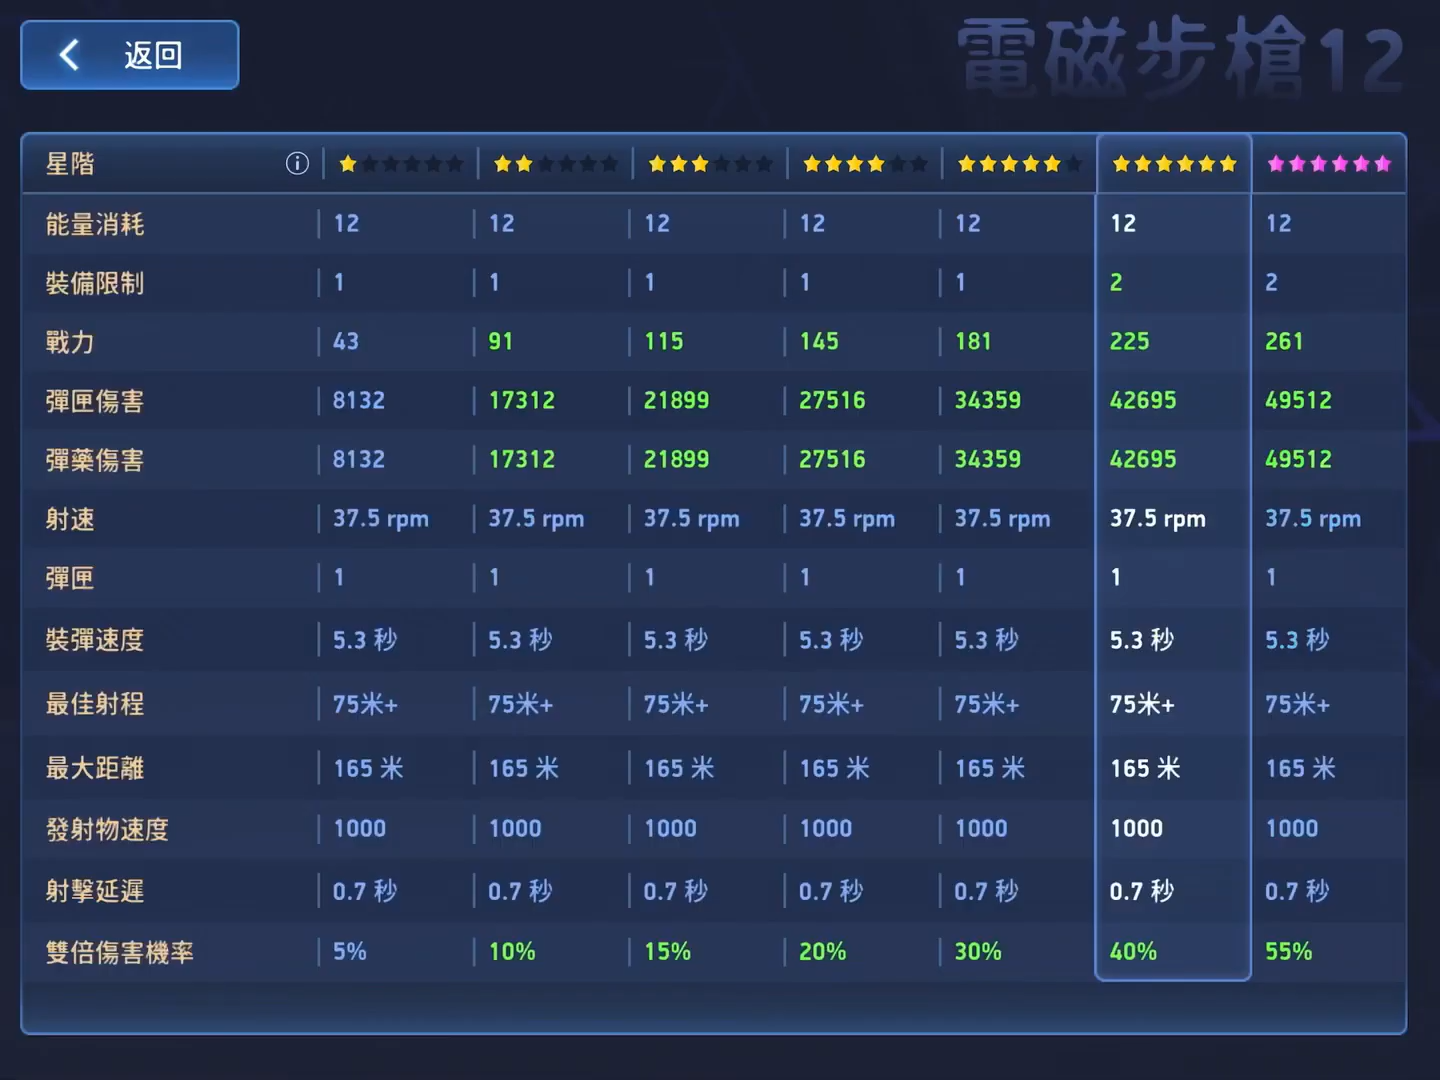 返回
電磁步槍12
星階
能量消耗 12 12 12 12 12 12 12
裝備限制 1 1 1 1 1 2 2
戰力 43 91 115 145 181 225 261
彈匣傷害 8132 17312 21899 27516 34359 42695 49512
彈藥傷害 8132 17312 21899 27516 34359 42695 49512
射速 37.5 rpm 37.5 rpm 37.5 rpm 37.5 rpm 37.5 rpm 37.5 rpm 37.5 rpm
彈匣 1 1 1 1 1 1 1
裝彈速度 5.3 秒 5.3 秒 5.3 秒 5.3 秒 5.3 秒 5.3 秒 5.3 秒
最佳射程 75米+ 75米+ 75米+ 75米+ 75米+ 75米+ 75米+
最大距離 165 米 165 米 165 米 165 米 165 米 165 米 165 米
發射物速度 1000 1000 1000 1000 1000 1000 1000
射擊延遲 0.7 秒 0.7 秒 0.7 秒 0.7 秒 0.7 秒 0.7 秒 0.7 秒
雙倍傷害機率 5% 10% 15% 20% 30% 40% 55%